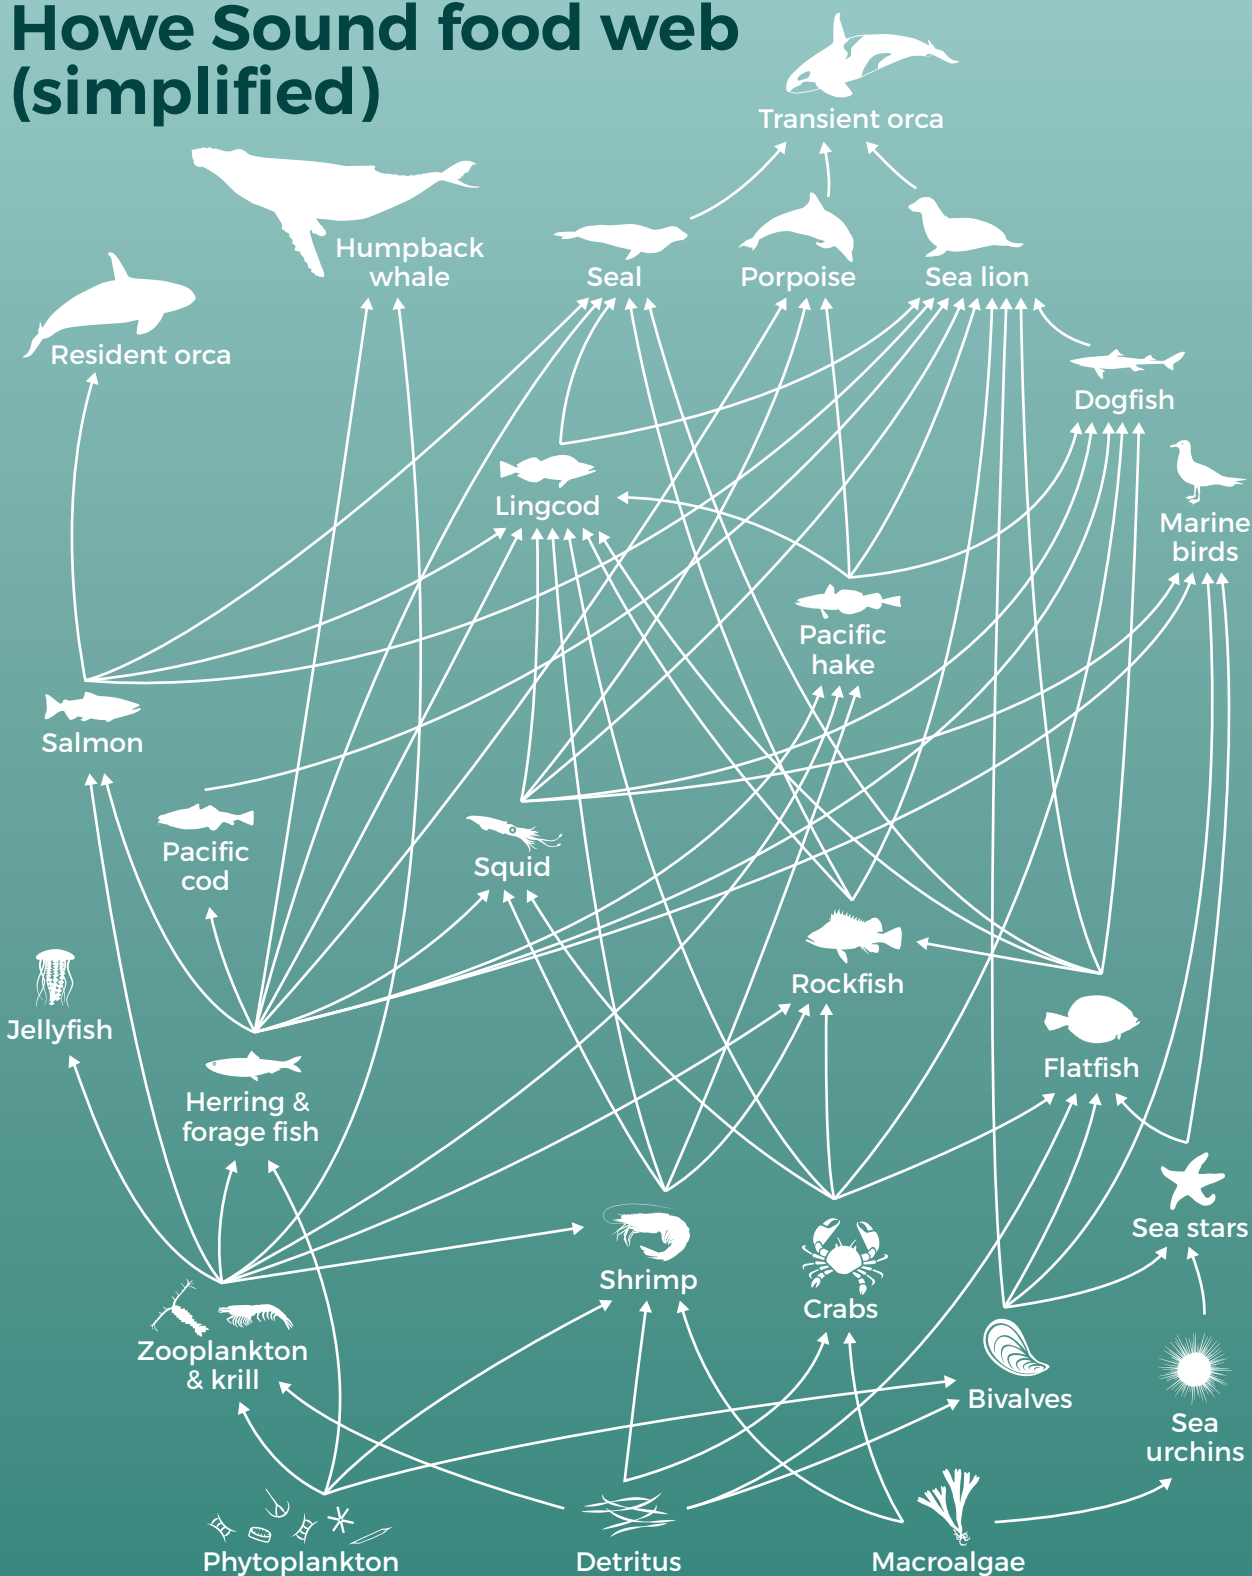 Howe Sound food web
(simplified)
Transient orca
Humpback
whale
Seal
Porpoise
Sea lion
Resident orca
Dogfish
Lingcod
Marine
birds
Pacific
hake
Salmon
Pacific
cod
Squid
Rockfish
Jellyfish
Flatfish
Herring &
forage fish
Sea stars
Shrimp
Crabs
Zooplankton
& krill
Bivalves
Sea
urchins
Phytoplankton
Detritus
Macroalgae